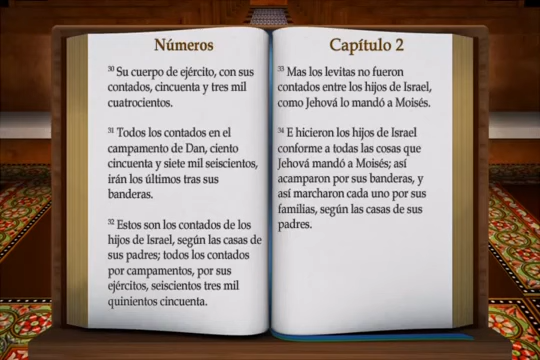 Números
30 Su cuerpo de ejército, con sus
contados, cincuenta y tres mil
cuatrocientos.
31 Todos los contados en el
campamento de Dan, ciento
cincuenta y siete mil seiscientos,
irán los últimos tras sus
banderas.
32 Estos son los contados de los
hijos de Israel, según las casas de
sus padres; todos los contados
por campamentos, por sus
ejércitos, seiscientos tres mil
quinientos cincuenta.
Capítulo 2
33 Mas los levitas no fueron
contados entre los hijos de Israel,
como Jehová lo mandó a Moisés.
34 E hicieron los hijos de Israel
conforme a todas las cosas que
Jehová mandó a Moisés; así
acamparon por sus banderas, y
así marcharon cada uno por sus
familias, según las casas de sus
padres.